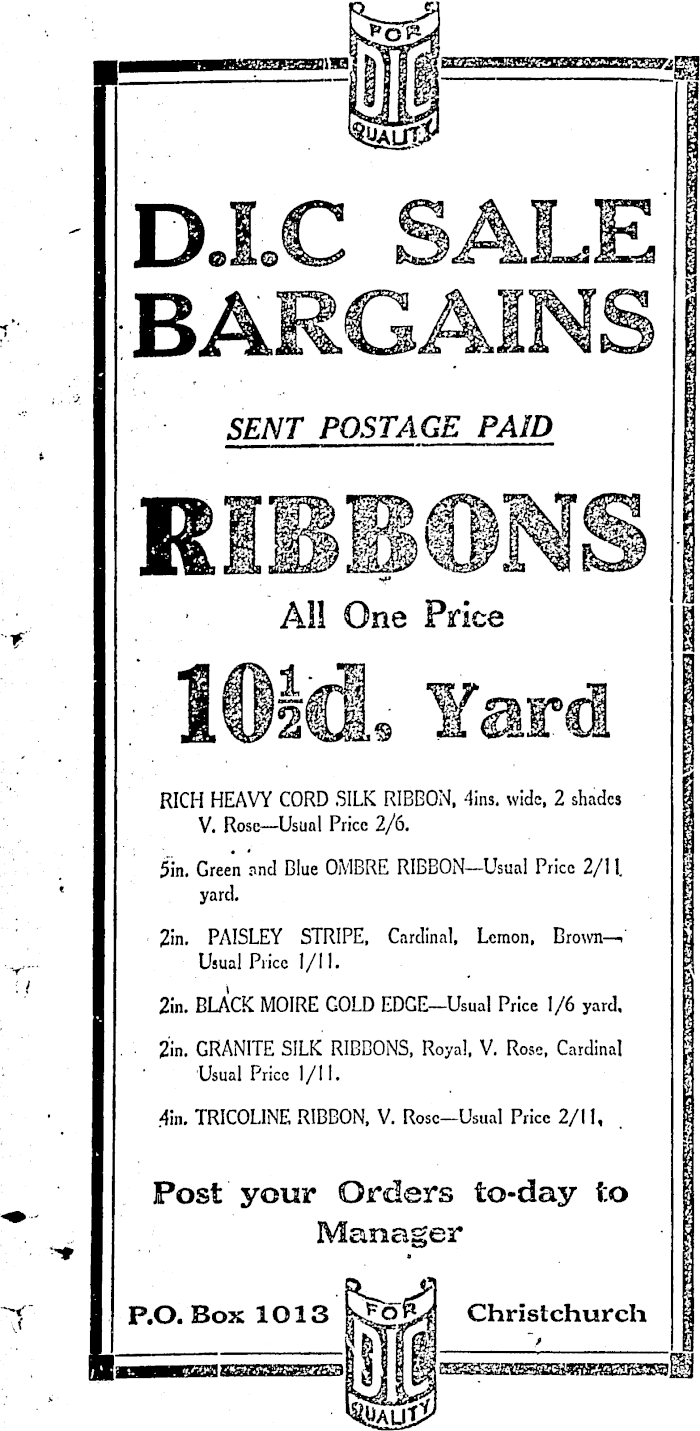 FOR
DIC
QUALITY
D.I.C SALE
BARGAINS
SENT POSTAGE PAID
RIBBONS
All One Price
10½d. Yard
RICH HEAVY CORD SILK RIBBON, 4ins. wide, 2 shades
V. Rose—Usual Price 2/6.
5in. Green and Blue OMBRE RIBBON—Usual Price 2/11
yard.
2in. PAISLEY STRIPE, Cardinal, Lemon, Brown—
Usual Price 1/11.
2in. BLACK MOIRE GOLD EDGE—Usual Price 1/6 yard.
2in. GRANITE SILK RIBBONS, Royal, V. Rose, Cardinal
Usual Price 1/11.
4in. TRICOLINE RIBBON, V. Rose—Usual Price 2/11.
Post your Orders to-day to
Manager
P.O. Box 1013
FOR
DIC
QUALITY
Christchurch